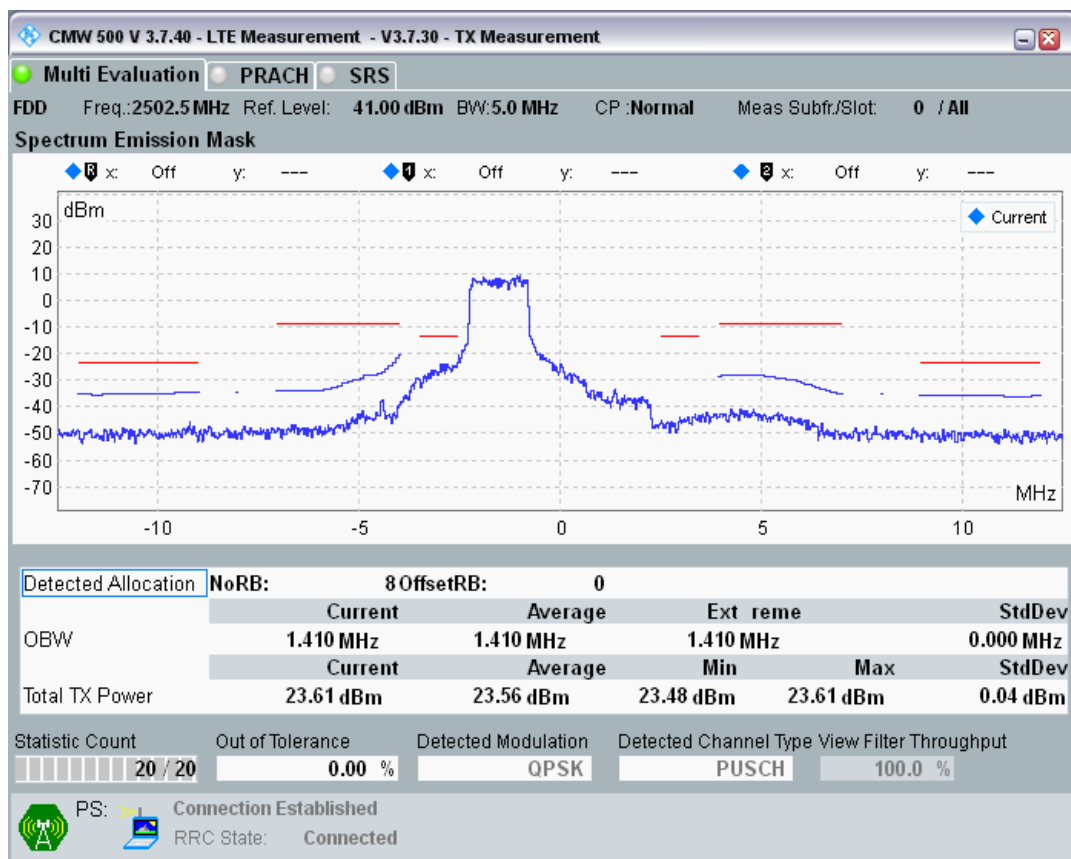 CMW 500 V 3.7.40 - LTE Measurement - V3.7.30 - TX Measurement
Multi Evaluation PRACH SRS
FDD Freq.:2502.5 MHz Ref. Level: 41.00 dBm BW:5.0 MHz CP :Normal Meas Subfr./Slot: 0 / All
Spectrum Emission Mask
R x: Off y: --- 1 x: Off y: --- 2 x: Off y: ---
dBm
Current
30
20
10
0
-10
-20
-30
-40
-50
-60
-70
MHz
-10 -5 0 5 10
Detected Allocation NoRB: 8 OffsetRB: 0
Current Average Ext reme StdDev
OBW 1.410 MHz 1.410 MHz 1.410 MHz 0.000 MHz
Current Average Min Max StdDev
Total TX Power 23.61 dBm 23.56 dBm 23.48 dBm 23.61 dBm 0.04 dBm
Statistic Count Out of Tolerance Detected Modulation Detected Channel Type View Filter Throughput
20 / 20 0.00 % QPSK PUSCH 100.0 %
PS: Connection Established
RRC State: Connected